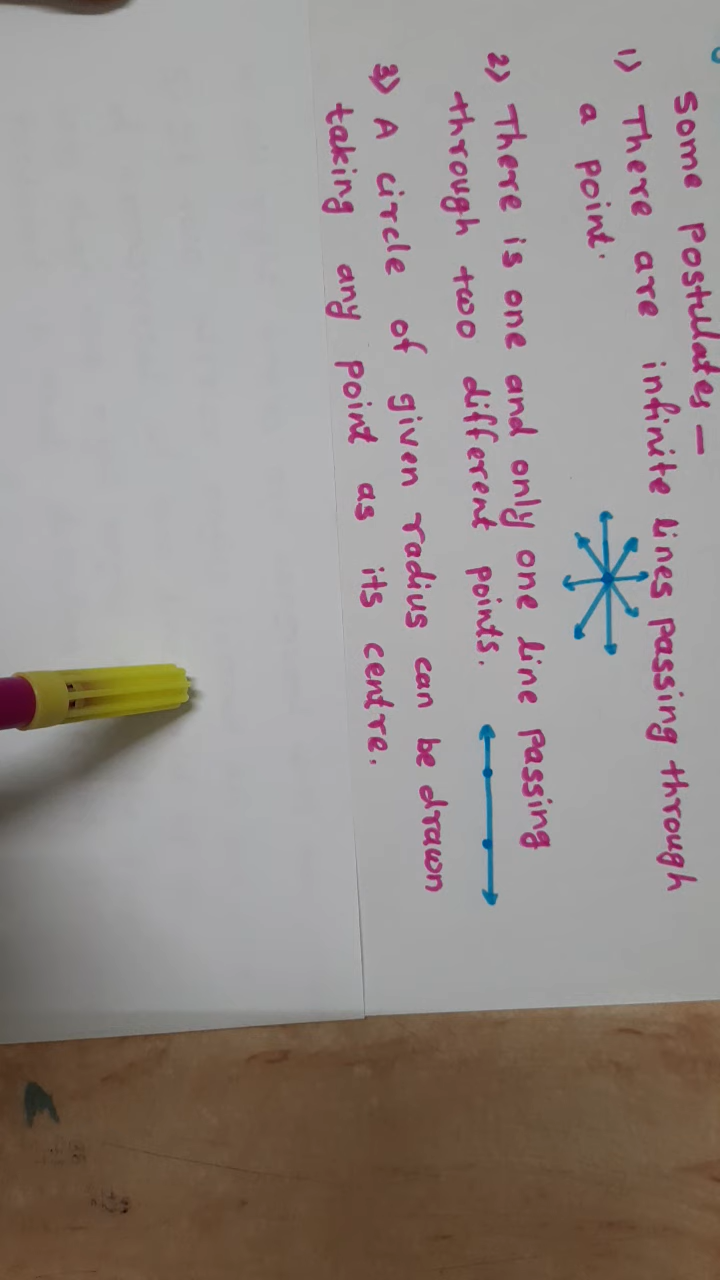 Some Postulates –
1) There are infinite lines passing through
a point.
2) There is one and only one line passing
through two different points.
3) A circle of given radius can be drawn
taking any point as its centre.